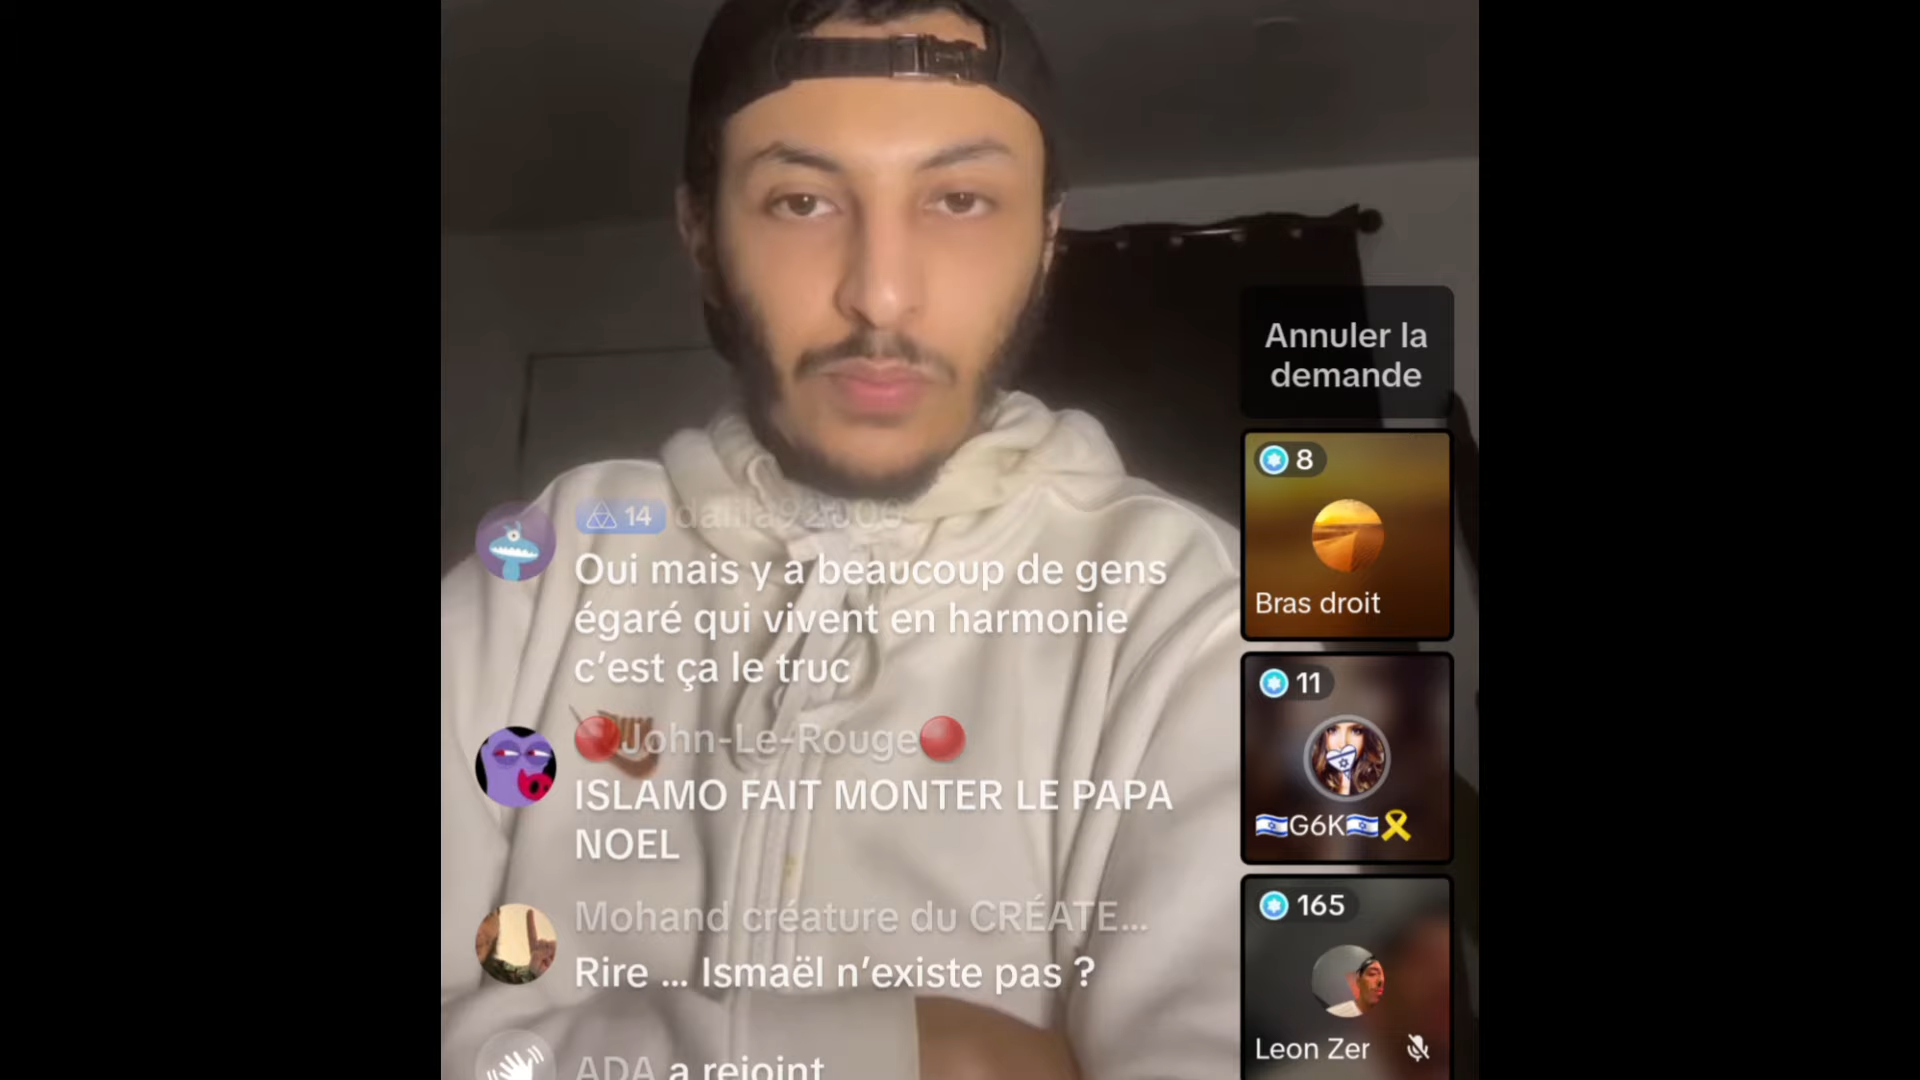 14 dalila92000
Oui mais y a beaucoup de gens
égaré qui vivent en harmonie
c’est ça le truc
John-Le-Rouge
ISLAMO FAIT MONTER LE PAPA
NOEL
Mohand créature du CRÉATE...
Rire ... Ismaël n’existe pas ?
ADA a rejoint
Annuler la
demande
8
Bras droit
11
G6K
165
Leon Zer